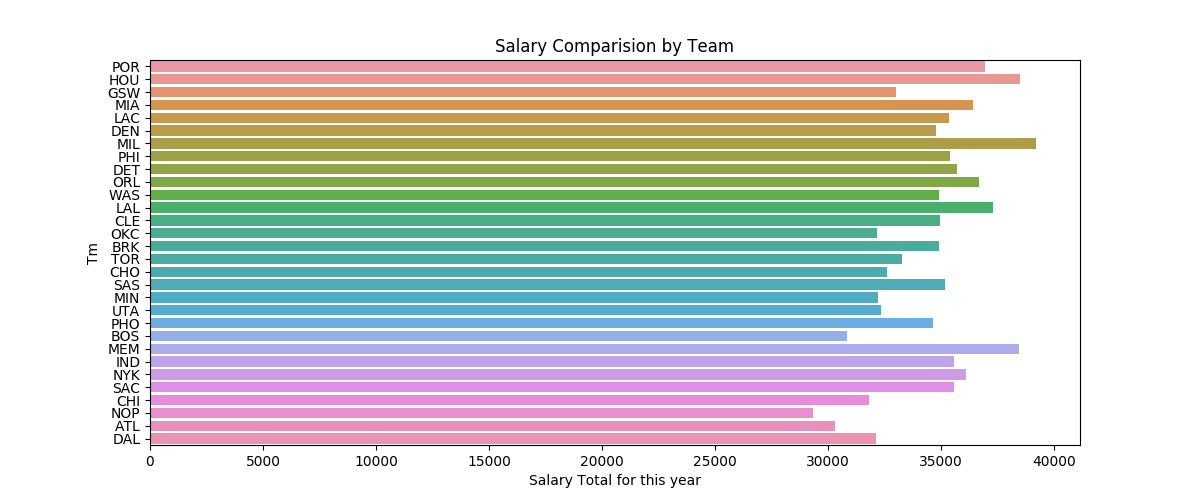 Salary Comparision by Team
POR
HOU
GSW
MIA
LAC
DEN
MIL
PHI
DET
ORL
WAS
LAL
CLE
OKC
BRK
TOR
CHO
SAS
MIN
UTA
PHO
BOS
MEM
IND
NYK
SAC
CHI
NOP
ATL
DAL
Tm
0 5000 10000 15000 20000 25000 30000 35000 40000
Salary Total for this year